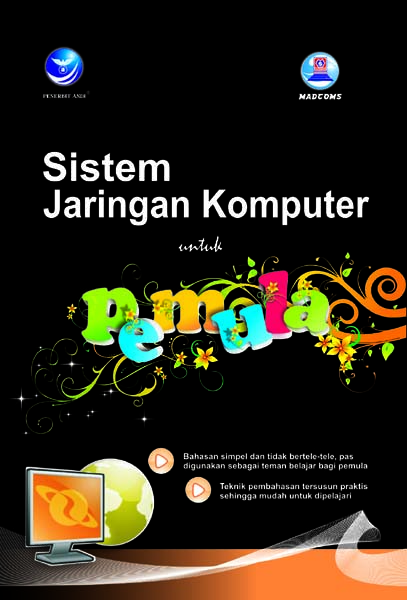 PENERBIT ANDI
MADCOMS
Sistem
Jaringan Komputer
untuk
Pemula
Bahasan simpel dan tidak bertele-tele, pas
digunakan sebagai teman belajar bagi pemula
Teknik pembahasan tersusun praktis
sehingga mudah untuk dipelajari